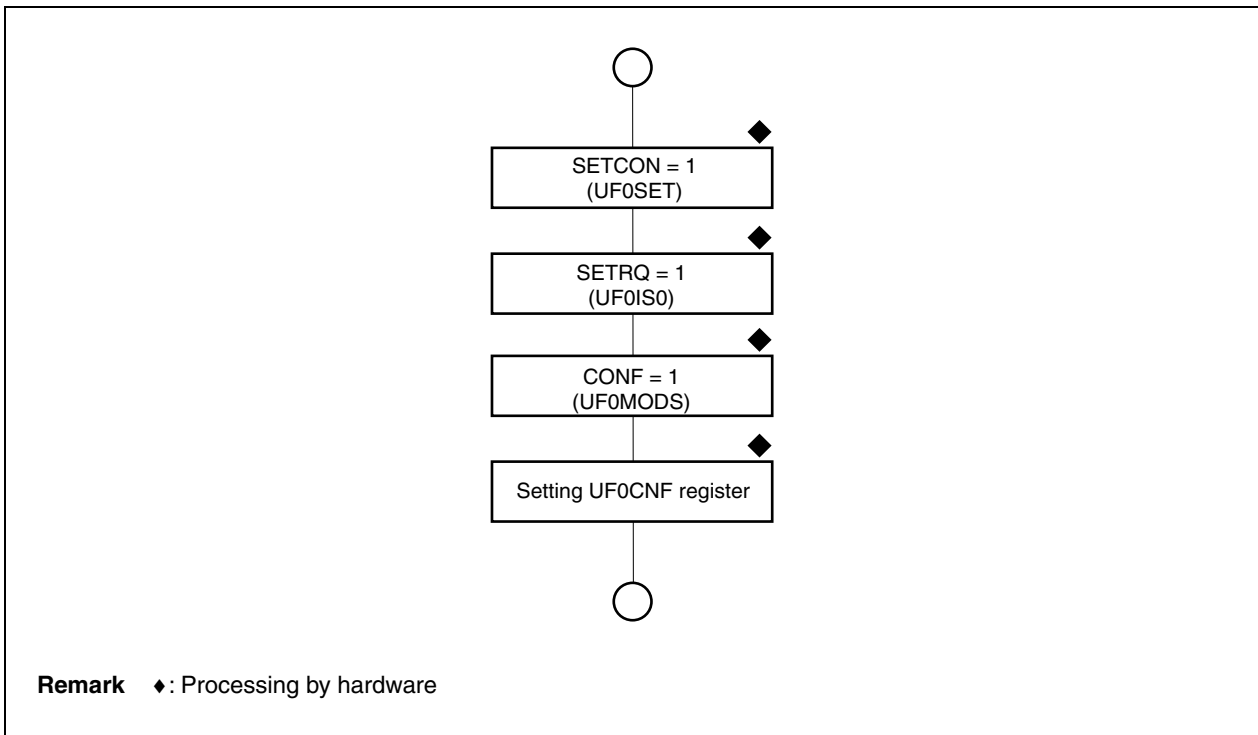 SETCON = 1
(UF0SET)
SETRQ = 1
(UF0IS0)
CONF = 1
(UF0MODS)
Setting UF0CNF register
Remark ♦: Processing by hardware